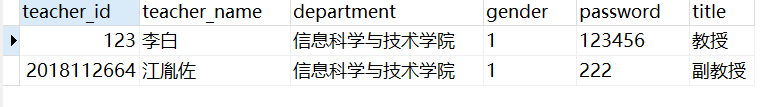 teacher_id teacher_name department gender password title
123 李白 信息科学与技术学院 1 123456 教授
2018112664 江胤佐 信息科学与技术学院 1 222 副教授